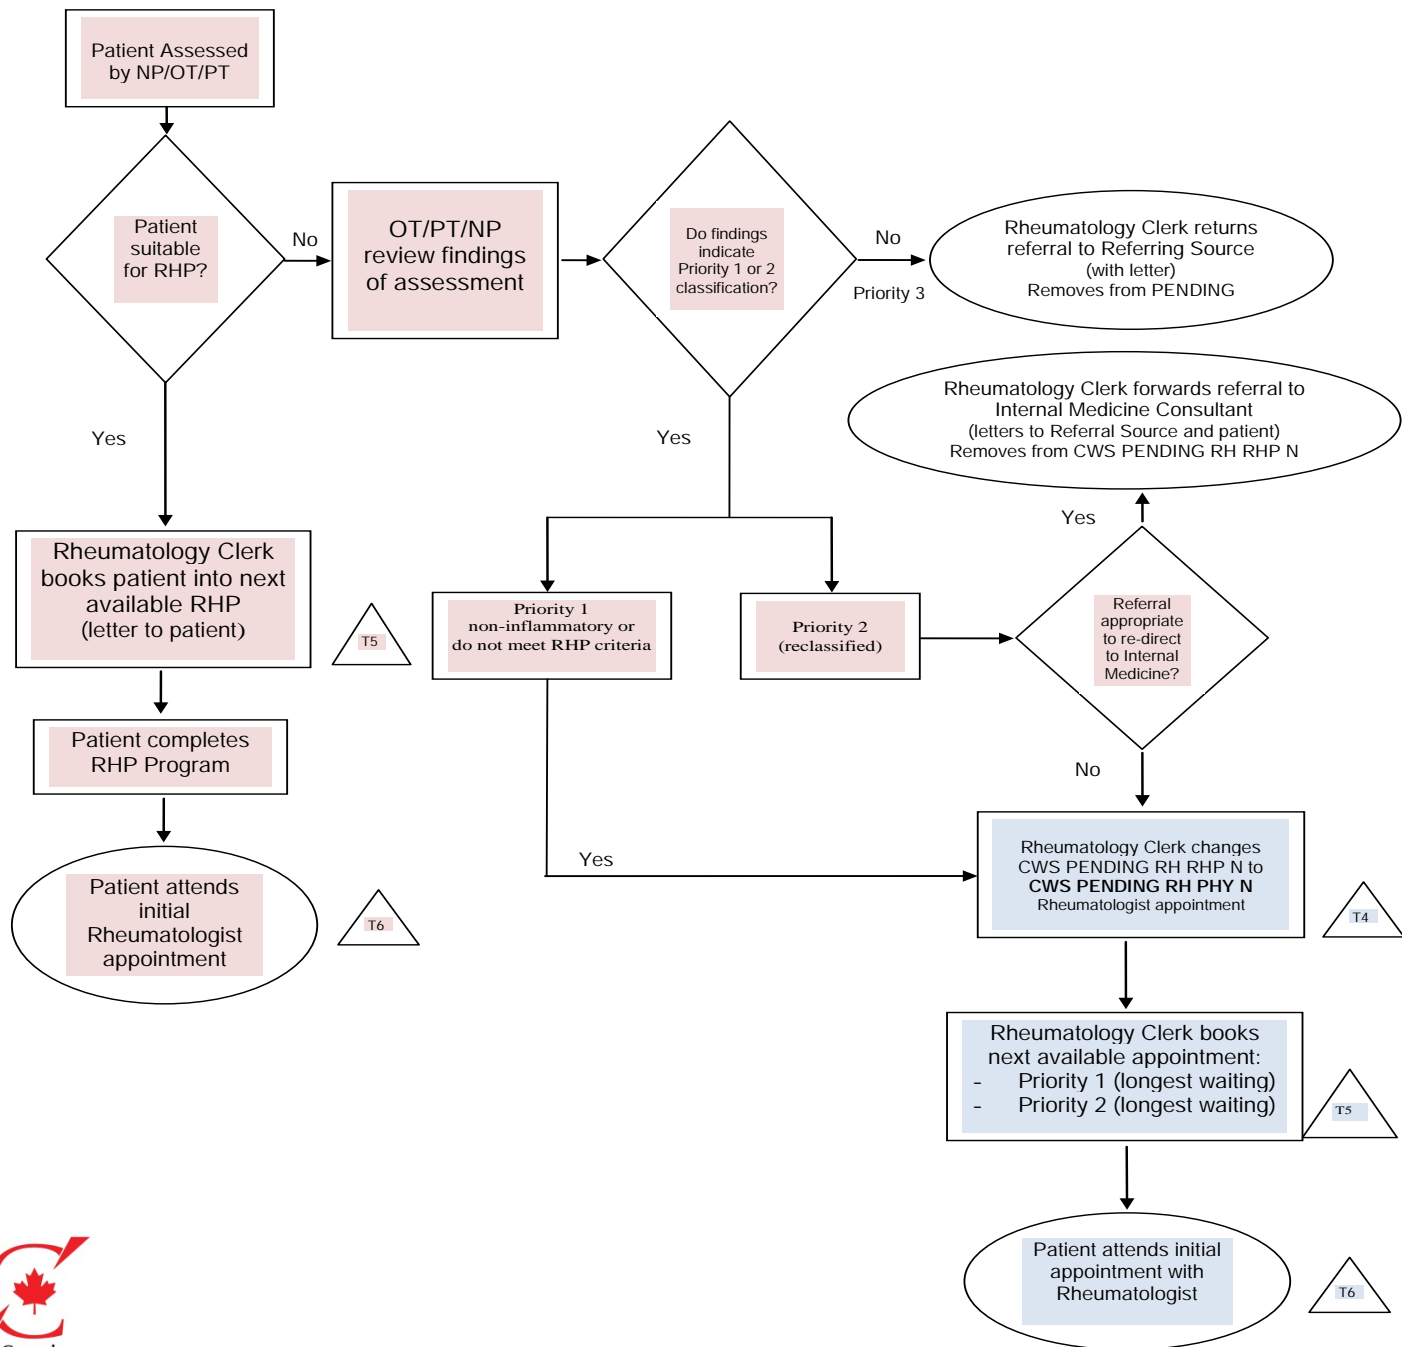 Patient Assessed
by NP/OT/PT
Patient
suitable
for RHP?
No
OT/PT/NP
review findings
of assessment
Do findings
indicate
Priority 1 or 2
classification?
No
Priority 3
Rheumatology Clerk returns
referral to Referring Source
(with letter)
Removes from PENDING
Rheumatology Clerk forwards referral to
Internal Medicine Consultant
(letters to Referral Source and patient)
Removes from CWS PENDING RH RHP N
Yes
Yes
Yes
Rheumatology Clerk
books patient into next
available RHP
(letter to patient)
T5
Priority 1
non-inflammatory or
do not meet RHP criteria
Priority 2
(reclassified)
Referral
appropriate
to re-direct
to Internal
Medicine?
Patient completes
RHP Program
No
Yes
Rheumatology Clerk changes
CWS PENDING RH RHP N to
CWS PENDING RH PHY N
Rheumatologist appointment
T4
Patient attends
initial
Rheumatologist
appointment
T6
Rheumatology Clerk books
next available appointment:
- Priority 1 (longest waiting)
- Priority 2 (longest waiting)
T5
Patient attends initial
appointment with
Rheumatologist
T6